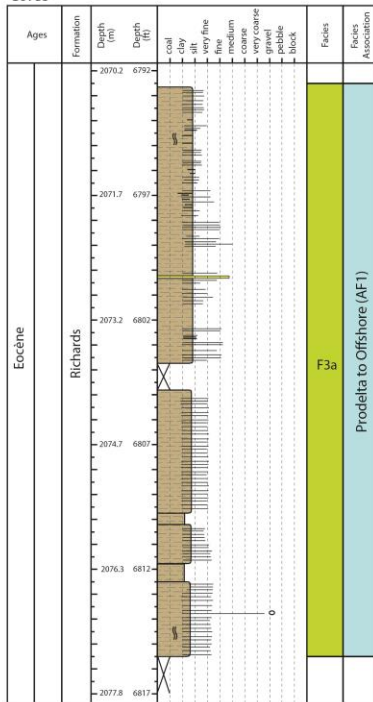 Ages
Formation
Depth
(m)
Depth
(ft)
coal
clay
silt
very fine
fine
medium
coarse
very coarse
gravel
pebble
block
Facies
Facies
Association
2070.2 6792
2071.7 6797
2073.2 6802
2074.7 6807
2076.3 6812
2077.8 6817
Eocène
Richards
F3a
Prodelta to Offshore (AF1)